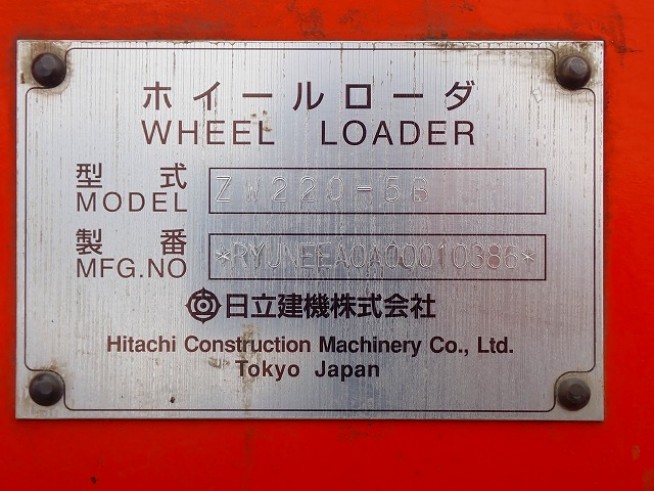 ホイールローダ
WHEEL LOADER
型式
MODEL ZW220-5B
製番
MFG.NO *RYUNEEA0A00010386*
日立建機株式会社
Hitachi Construction Machinery Co., Ltd.
Tokyo Japan